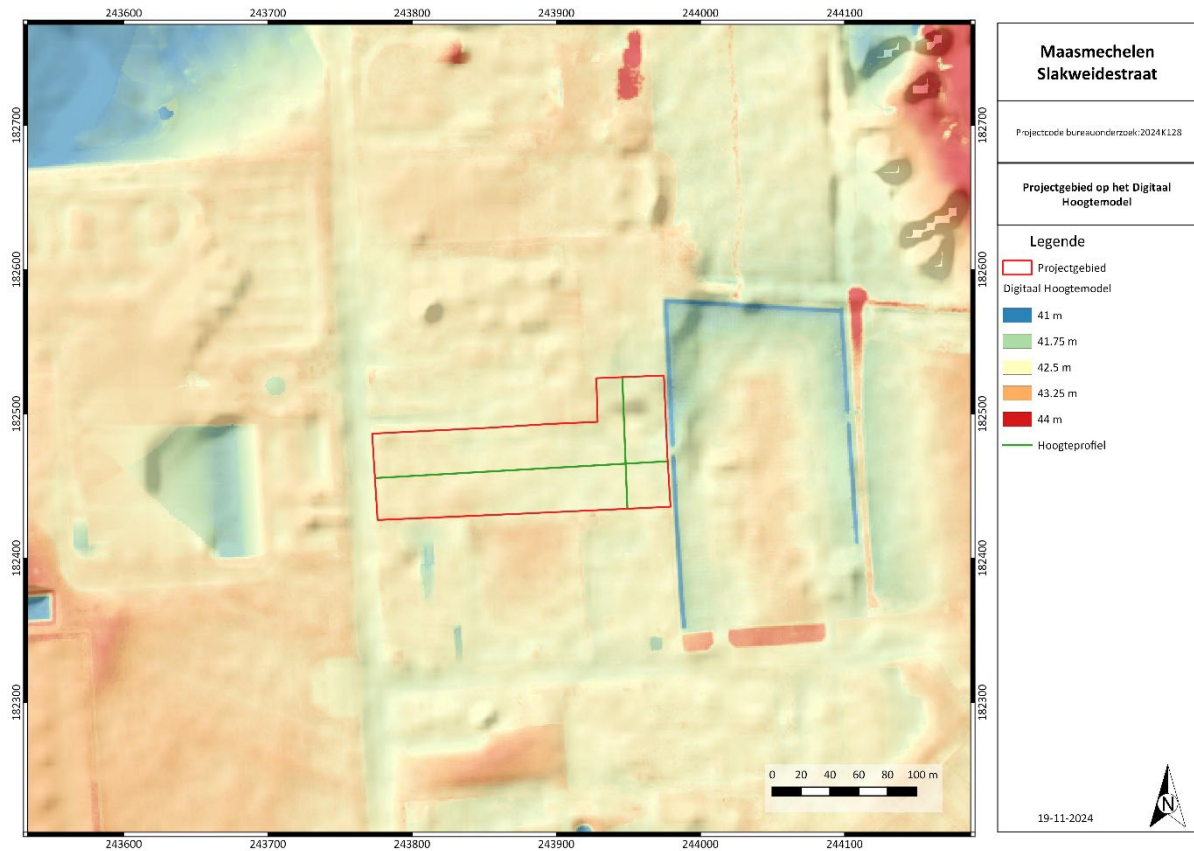 243600 243700 243800 243900 244000 244100
182700
182600
182500
182400
182300
182700
182600
182500
182400
182300
0 20 40 60 80 100 m
243600 243700 243800 243900 244000 244100
Maasmechelen
Slakweidestraat
Projectcode bureauonderzoek:2024K128
Projectgebied op het Digitaal
Hoogtemodel
Legende
Projectgebied
Digitaal Hoogtemodel
41 m
41.75 m
42.5 m
43.25 m
44 m
Hoogteprofiel
19-11-2024
N